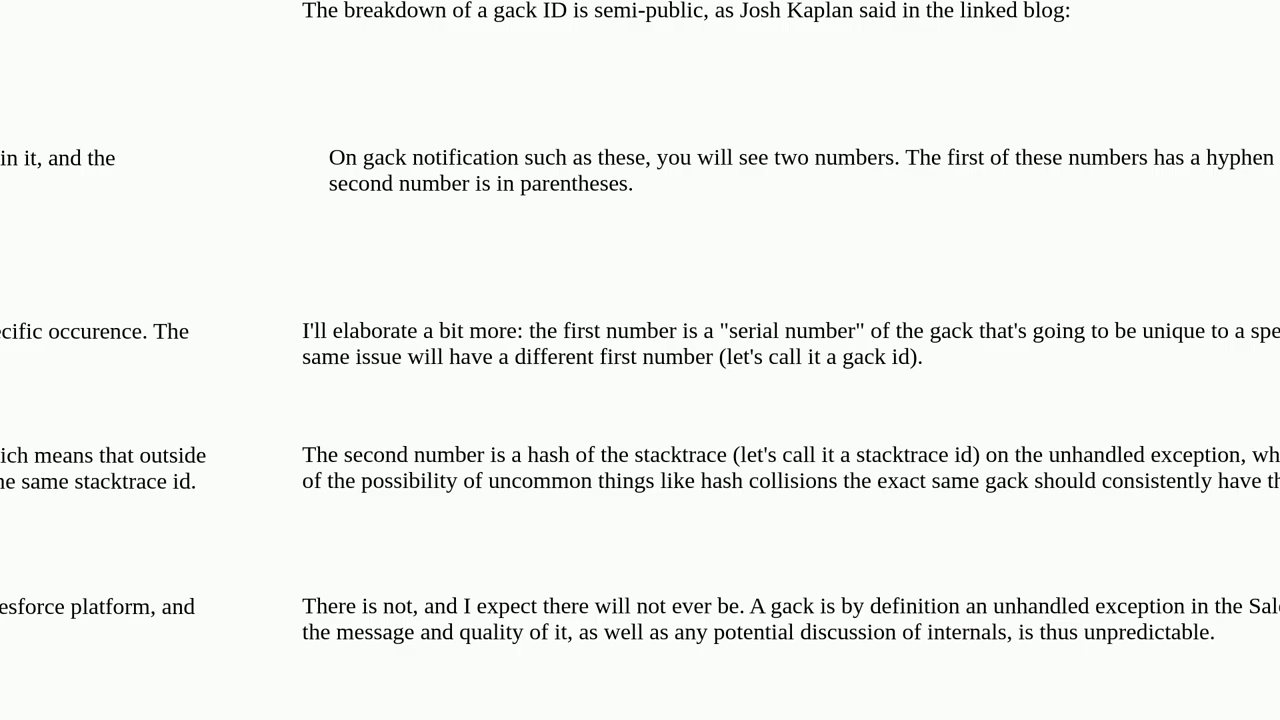 The breakdown of a gack ID is semi-public, as Josh Kaplan said in the linked blog:
On gack notification such as these, you will see two numbers. The first of these numbers has a hyphen in it, and the
second number is in parentheses.
I'll elaborate a bit more: the first number is a "serial number" of the gack that's going to be unique to a specific occurence. The
same issue will have a different first number (let's call it a gack id).
The second number is a hash of the stacktrace (let's call it a stacktrace id) on the unhandled exception, which means that outside
of the possibility of uncommon things like hash collisions the exact same gack should consistently have the same stacktrace id.
There is not, and I expect there will not ever be. A gack is by definition an unhandled exception in the Salesforce platform, and
the message and quality of it, as well as any potential discussion of internals, is thus unpredictable.